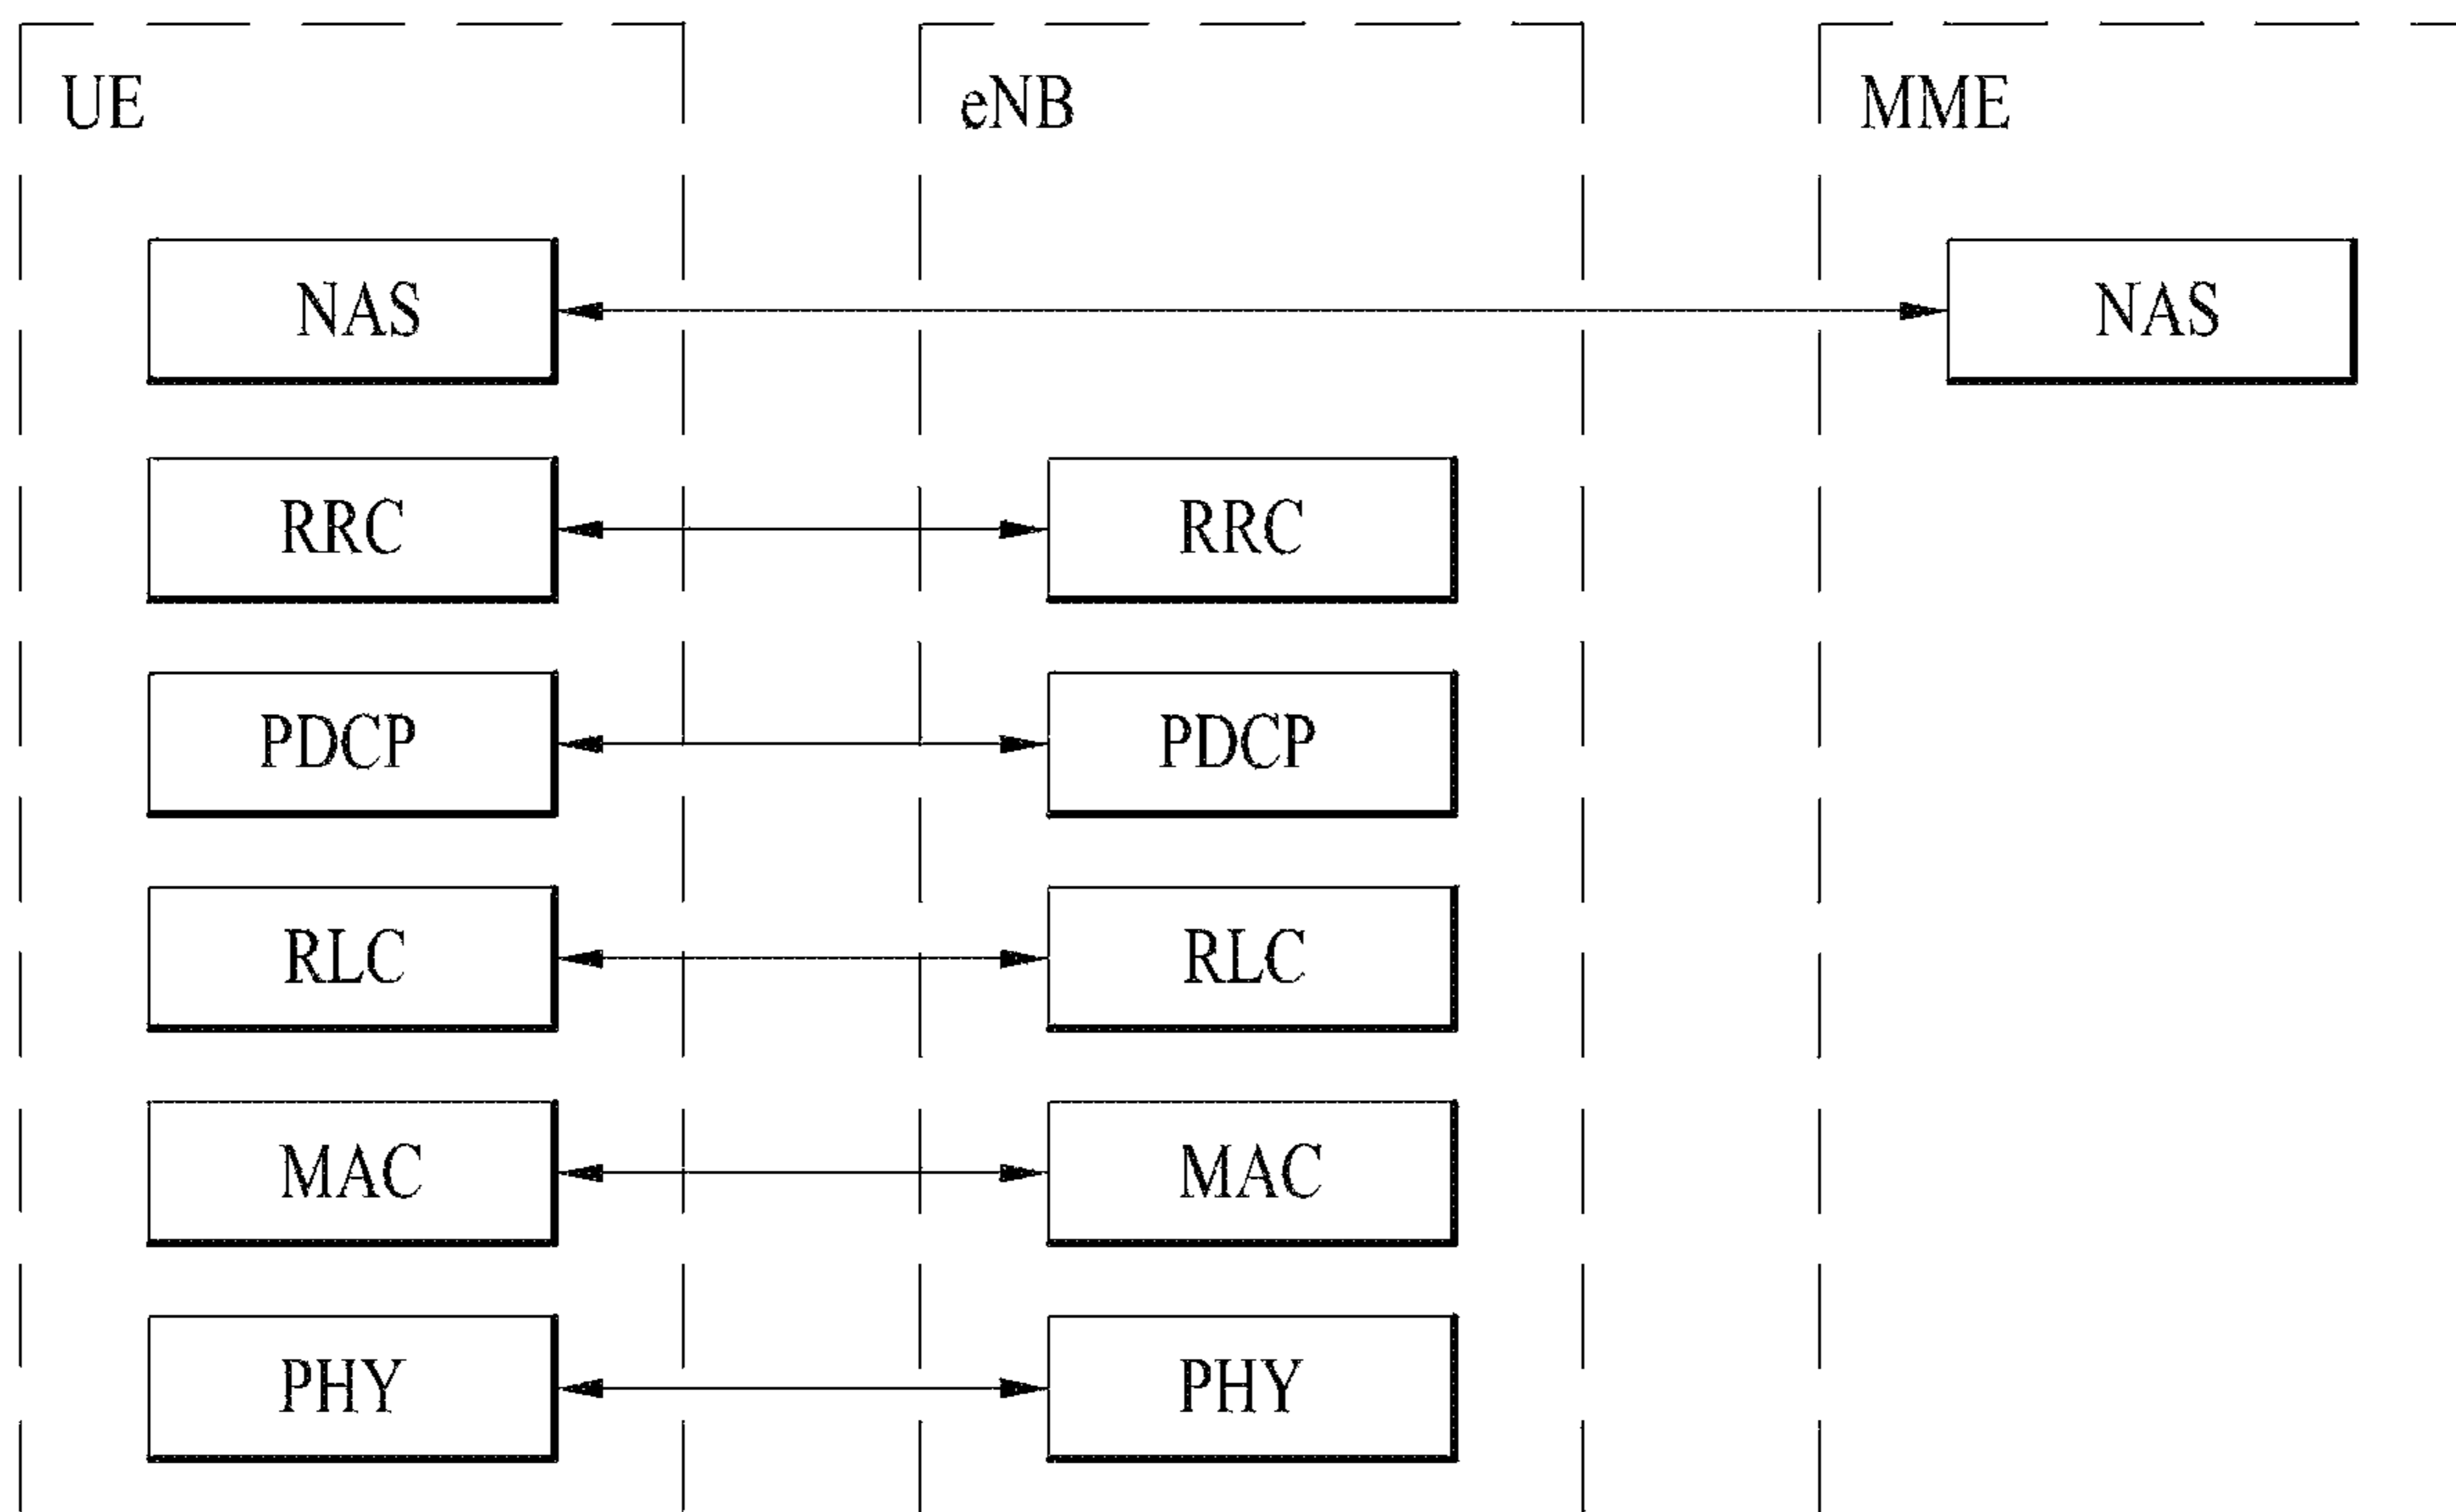 UE eNB MME
NAS NAS
RRC RRC
PDCP PDCP
RLC RLC
MAC MAC
PHY PHY